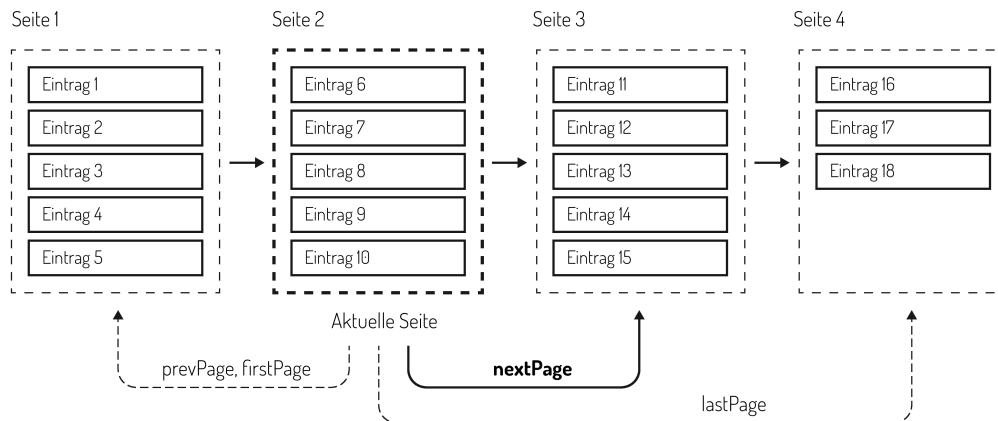 Seite 1
Eintrag 1
Eintrag 2
Eintrag 3
Eintrag 4
Eintrag 5
Seite 2
Eintrag 6
Eintrag 7
Eintrag 8
Eintrag 9
Eintrag 10
Seite 3
Eintrag 11
Eintrag 12
Eintrag 13
Eintrag 14
Eintrag 15
Seite 4
Eintrag 16
Eintrag 17
Eintrag 18
Aktuelle Seite
prevPage, firstPage
nextPage
lastPage